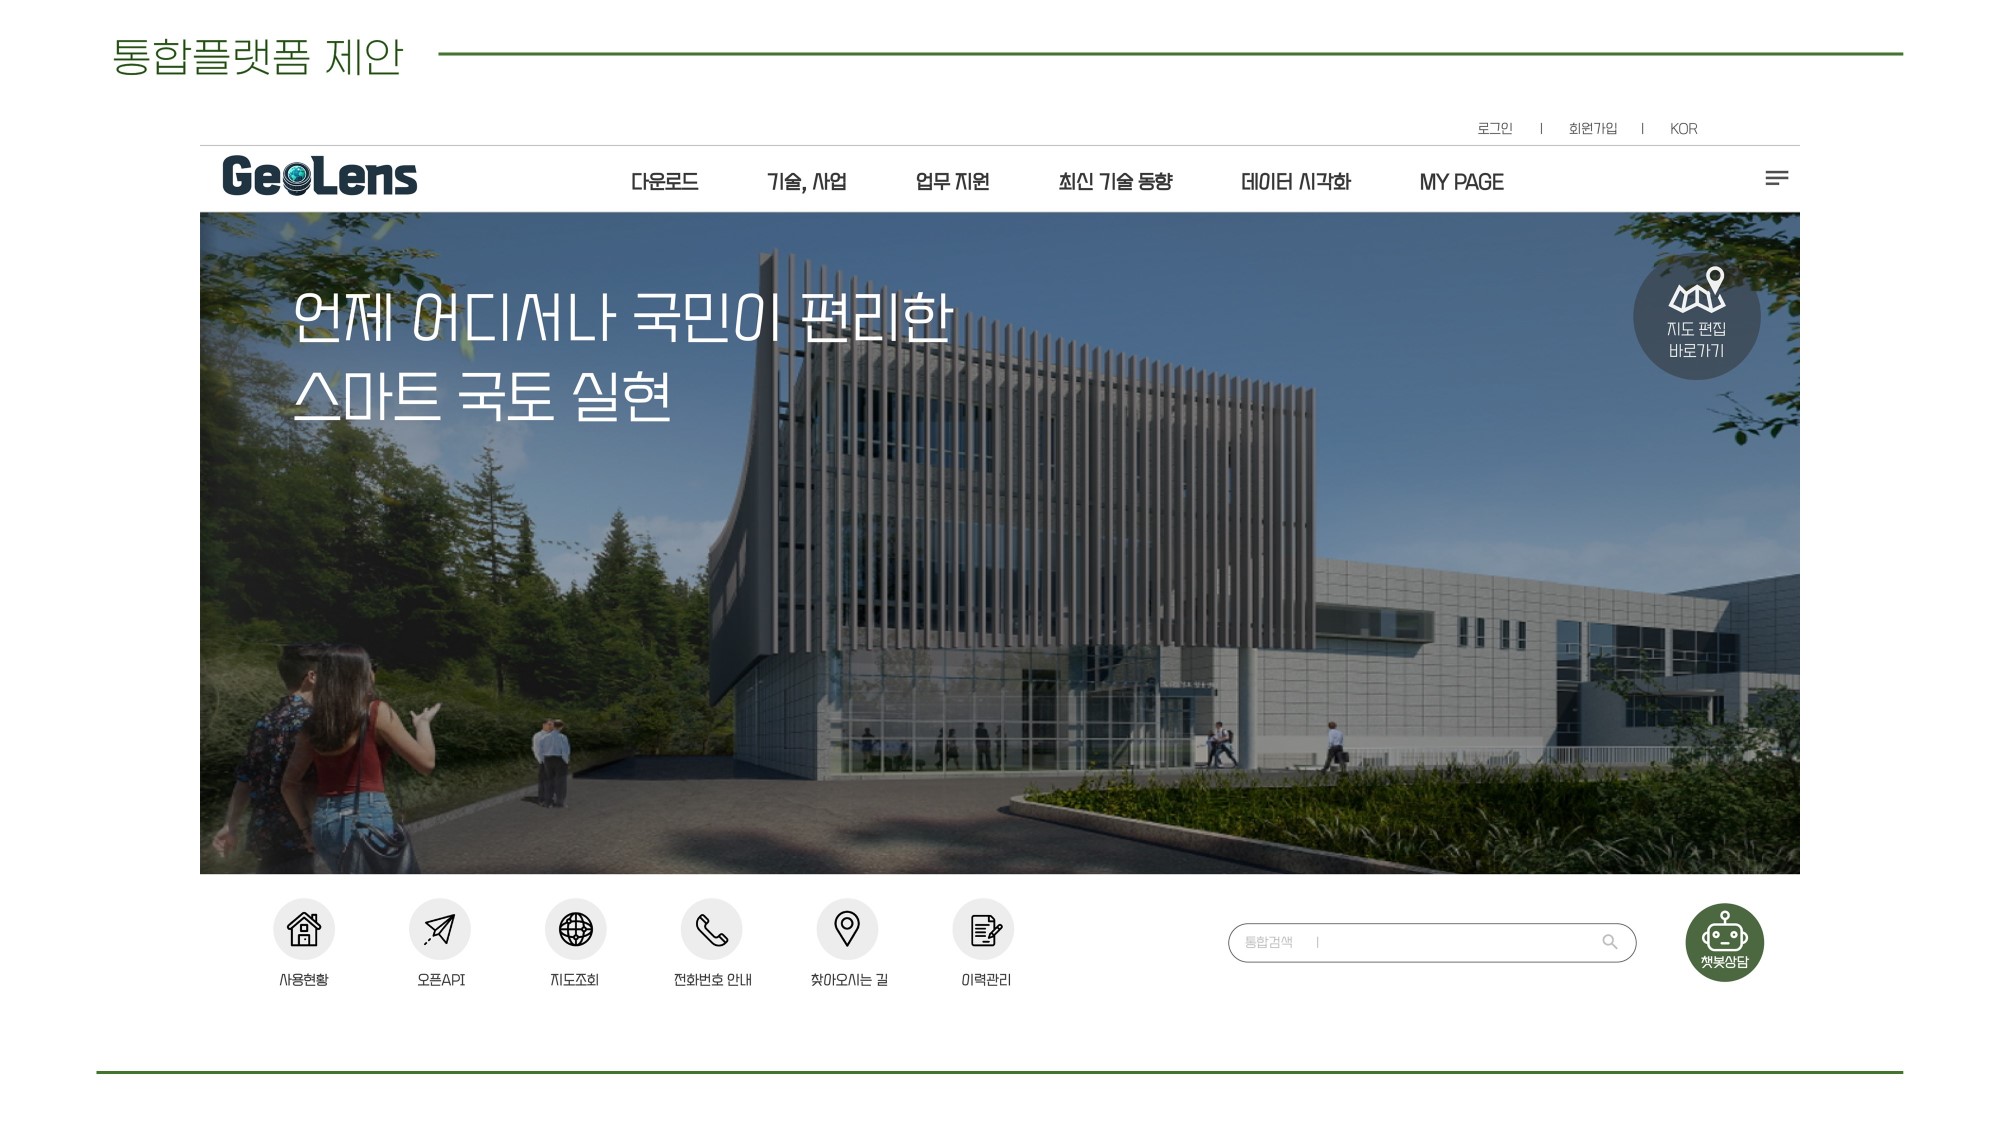 통합플랫폼 제안
로그인 | 회원가입 | KOR
GeoLens
다운로드 기술, 사업 업무 지원 최신 기술 동향 데이터 시각화 MY PAGE
언제 어디서나 국민이 편리한
스마트 국토 실현
지도 편집
바로가기
사용현황 오픈API 지도조회 전화번호 안내 찾아오시는 길 이력관리
통합검색 |
챗봇상담